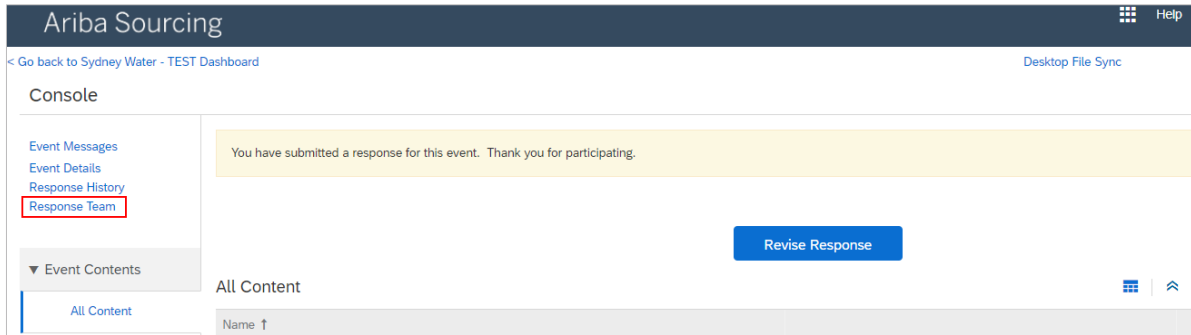 Ariba Sourcing
Help
< Go back to Sydney Water - TEST Dashboard
Desktop File Sync
Console
Event Messages
Event Details
Response History
Response Team
You have submitted a response for this event. Thank you for participating.
Revise Response
▼ Event Contents
All Content
All Content
Name ↑